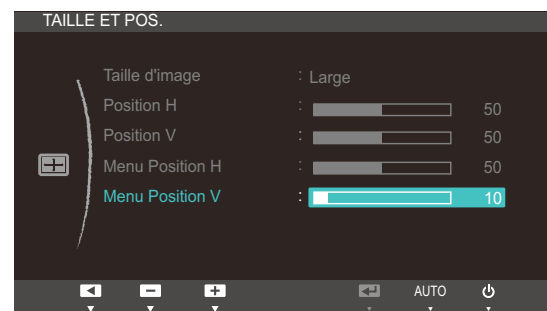 TAILLE ET POS.
Taille d'image : Large
Position H : 50
Position V : 50
Menu Position H : 50
Menu Position V : 10
AUTO